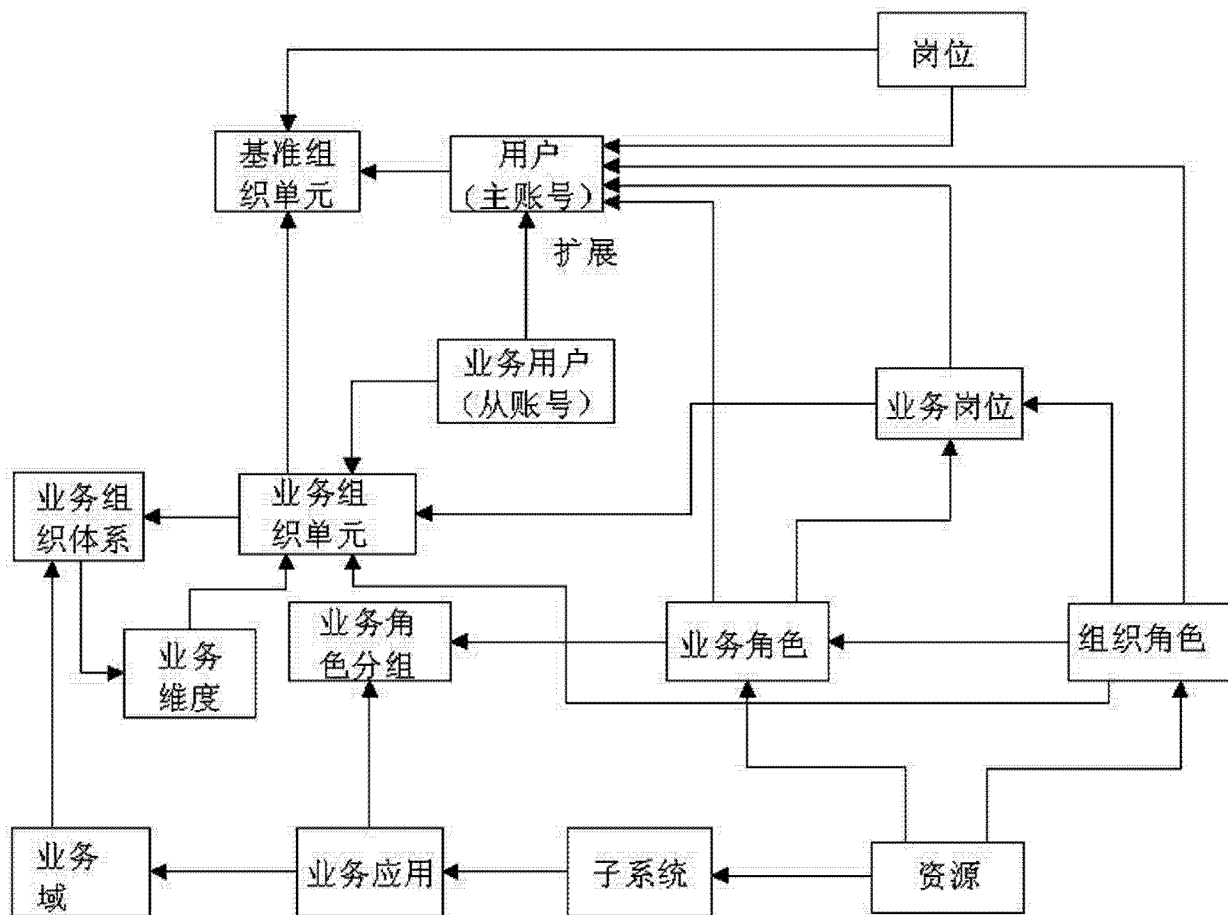 岗位
基准组
织单元
用户
（主账号）
扩展
业务用户
（从账号）
业务岗位
业务组
织体系
业务组
织单元
业务
维度
业务角
色分组
业务角色
组织角色
业务
域
业务应用
子系统
资源